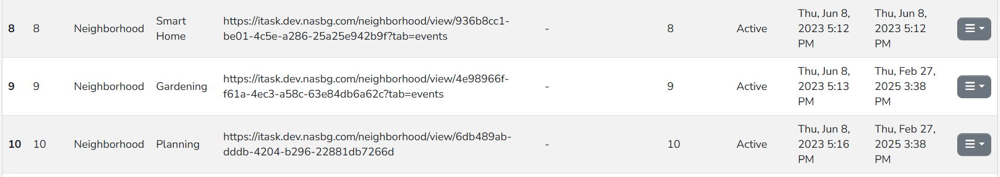 8 8 Neighborhood Smart Home https://itask.dev.nasbg.com/neighborhood/view/936b8cc1-be01-4c5e-a286-25a25e942b9f?tab=events - 8 Active Thu, Jun 8, 2023 5:12 PM Thu, Jun 8, 2023 5:12 PM
9 9 Neighborhood Gardening https://itask.dev.nasbg.com/neighborhood/view/4e98966f-f61a-4ec3-a58c-63e84db6a62c?tab=events - 9 Active Thu, Jun 8, 2023 5:13 PM Thu, Feb 27, 2025 3:38 PM
10 10 Neighborhood Planning https://itask.dev.nasbg.com/neighborhood/view/6db489ab-dddb-4204-b296-22881db7266d - 10 Active Thu, Jun 8, 2023 5:16 PM Thu, Feb 27, 2025 3:38 PM